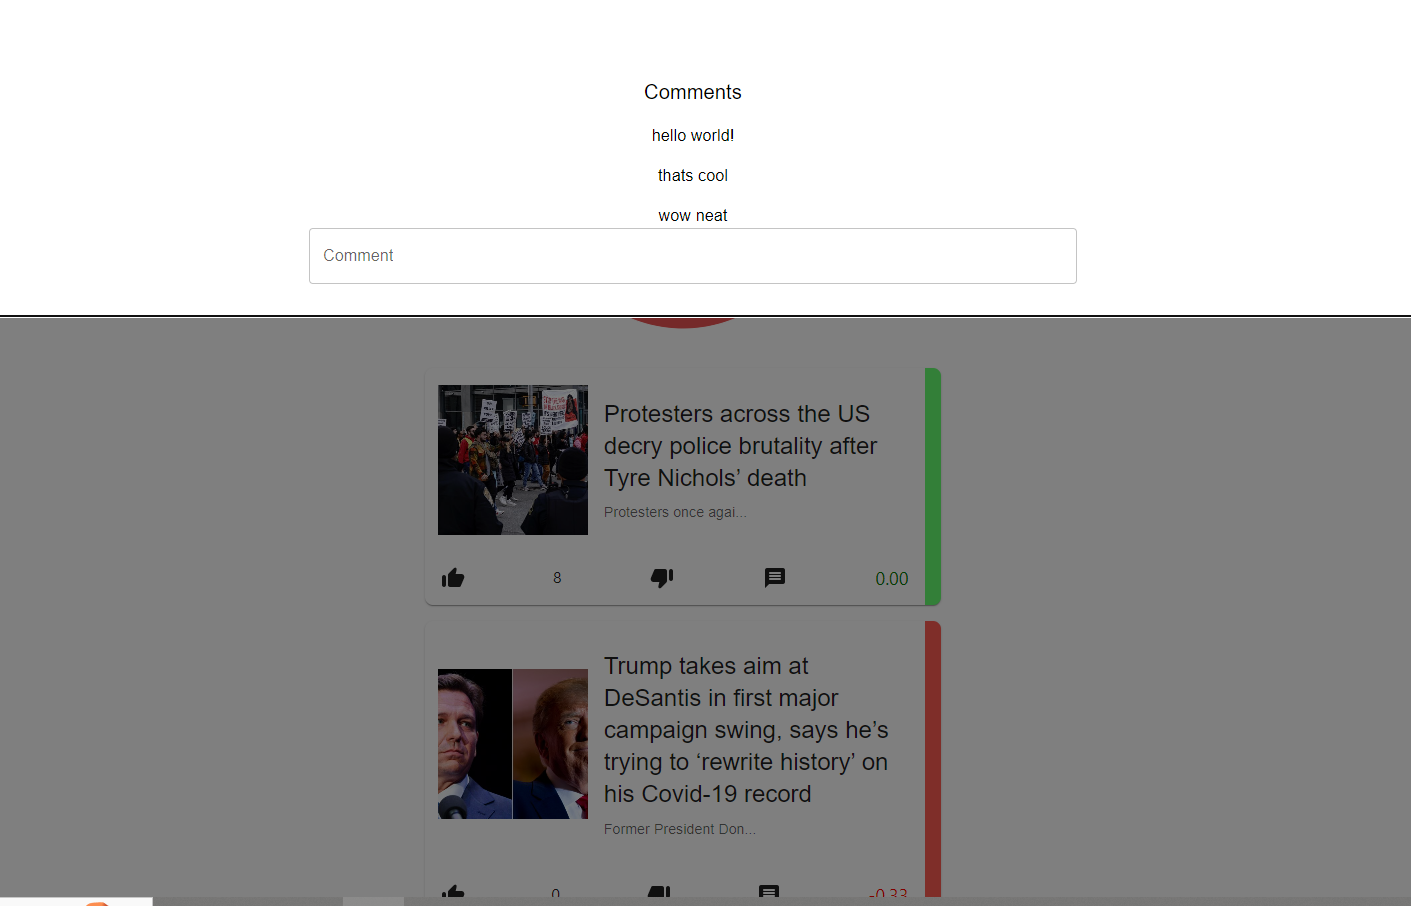 Comments
hello world!
thats cool
wow neat
Comment
Protesters across the US
decry police brutality after
Tyre Nichols’ death
Protesters once agai...
8
0.00
Trump takes aim at
DeSantis in first major
campaign swing, says he’s
trying to ‘rewrite history’ on
his Covid-19 record
Former President Don...
0
-0.33